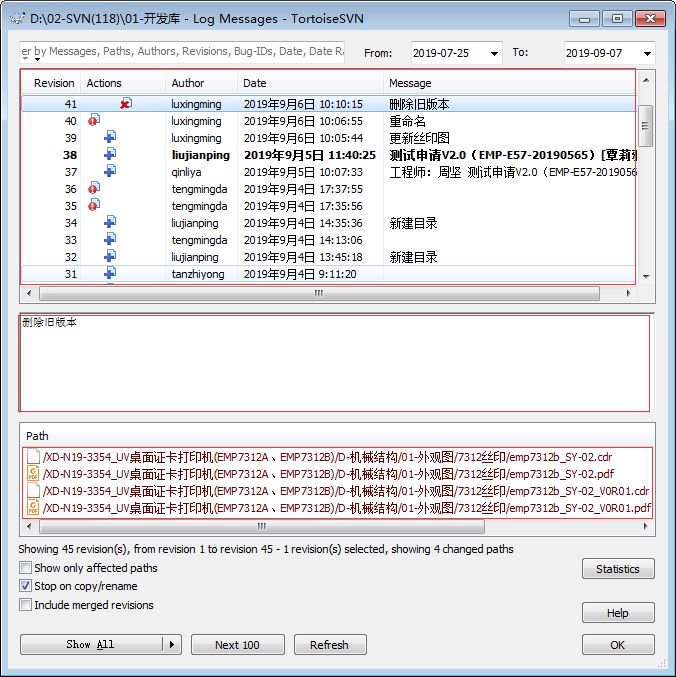 D:\02-SVN(118)\01-开发库 - Log Messages - TortoiseSVN
er by Messages, Paths, Authors, Revisions, Bug-IDs, Date, Date Ra From: 2019-07-25 To: 2019-09-07
Revision Actions Author Date Message
41 luxingming 2019年9月6日 10:10:15 删除旧版本
40 luxingming 2019年9月6日 10:06:55 重命名
39 luxingming 2019年9月6日 10:05:44 更新丝印图
38 liujianping 2019年9月5日 11:40:25 测试申请V2.0（EMP-E57-20190565）[覃莉
37 qinliya 2019年9月5日 10:07:33 工程师：周坚 测试申请V2.0（EMP-E57-201905
36 tengmingda 2019年9月4日 17:37:55
35 tengmingda 2019年9月4日 17:35:56
34 liujianping 2019年9月4日 14:35:36 新建目录
33 tengmingda 2019年9月4日 14:13:06
32 liujianping 2019年9月4日 13:45:18 新建目录
31 tanzhiyong 2019年9月4日 9:11:20
删除旧版本
Path
/XD-N19-3354_UV桌面证卡打印机(EMP7312A、EMP7312B)/D-机械结构/01-外观图/7312丝印/emp7312b_SY-02.cdr
/XD-N19-3354_UV桌面证卡打印机(EMP7312A、EMP7312B)/D-机械结构/01-外观图/7312丝印/emp7312b_SY-02.pdf
/XD-N19-3354_UV桌面证卡打印机(EMP7312A、EMP7312B)/D-机械结构/01-外观图/7312丝印/emp7312b_SY-02_V0R01.cdr
/XD-N19-3354_UV桌面证卡打印机(EMP7312A、EMP7312B)/D-机械结构/01-外观图/7312丝印/emp7312b_SY-02_V0R01.pdf
Showing 45 revision(s), from revision 1 to revision 45 - 1 revision(s) selected, showing 4 changed paths
Show only affected paths
Statistics
Stop on copy/rename
Include merged revisions
Help
Show All Next 100 Refresh OK